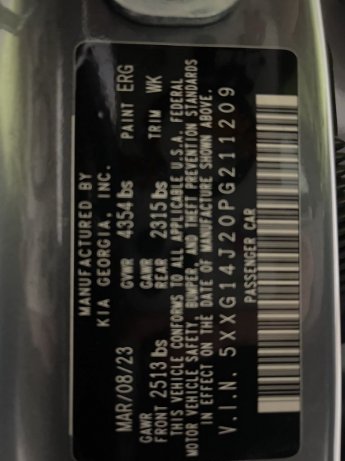 MANUFACTURED BY
KIA GEORGIA, INC.
MAR/08/23 GVWR 4354 lbs PAINT ERG
GAWR FRONT 2513 lbs GAWR REAR 2315 lbs TRIM WK
THIS VEHICLE CONFORMS TO ALL APPLICABLE U.S.A. FEDERAL
MOTOR VEHICLE SAFETY, BUMPER, AND THEFT PREVENTION STANDARDS
IN EFFECT ON THE DATE OF MANUFACTURE SHOWN ABOVE.
V.I.N. 5XXG14J20PG211209
PASSENGER CAR